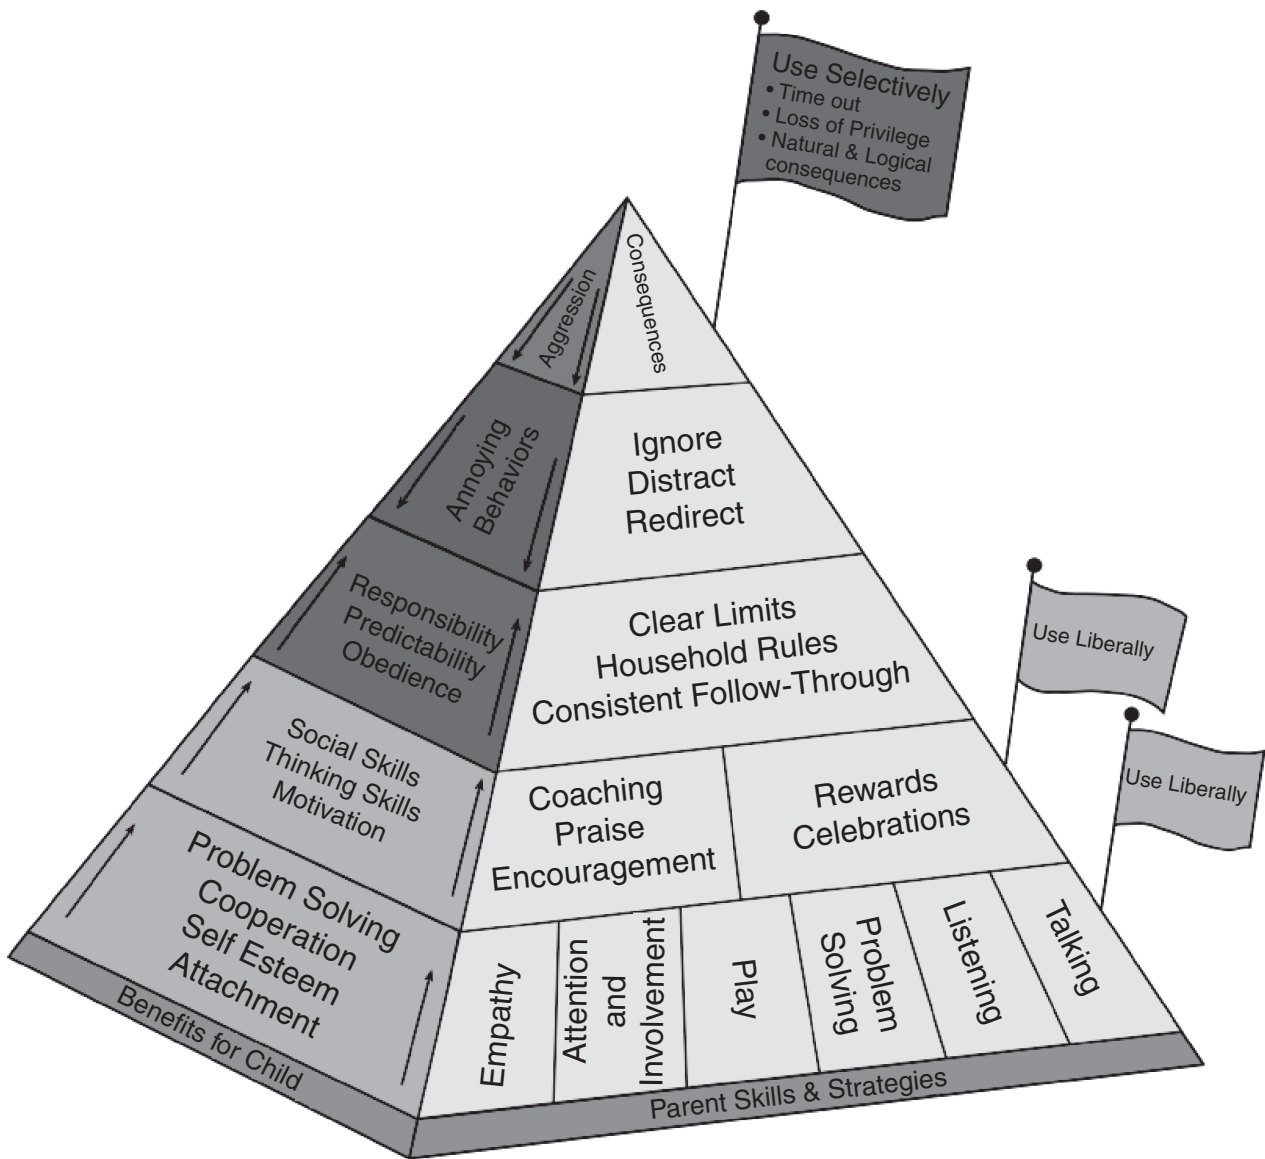 Use Selectively
• Time out
• Loss of Privilege
• Natural & Logical
consequences
Aggression
Consequences
Annoying
Behaviors
Ignore
Distract
Redirect
Responsibility
Predictability
Obedience
Clear Limits
Household Rules
Consistent Follow-Through
Use Liberally
Social Skills
Thinking Skills
Motivation
Coaching
Praise
Encouragement
Rewards
Celebrations
Use Liberally
Problem Solving
Cooperation
Self Esteem
Attachment
Empathy
Attention
and
Involvement
Play
Problem
Solving
Listening
Talking
Benefits for Child
Parent Skills & Strategies